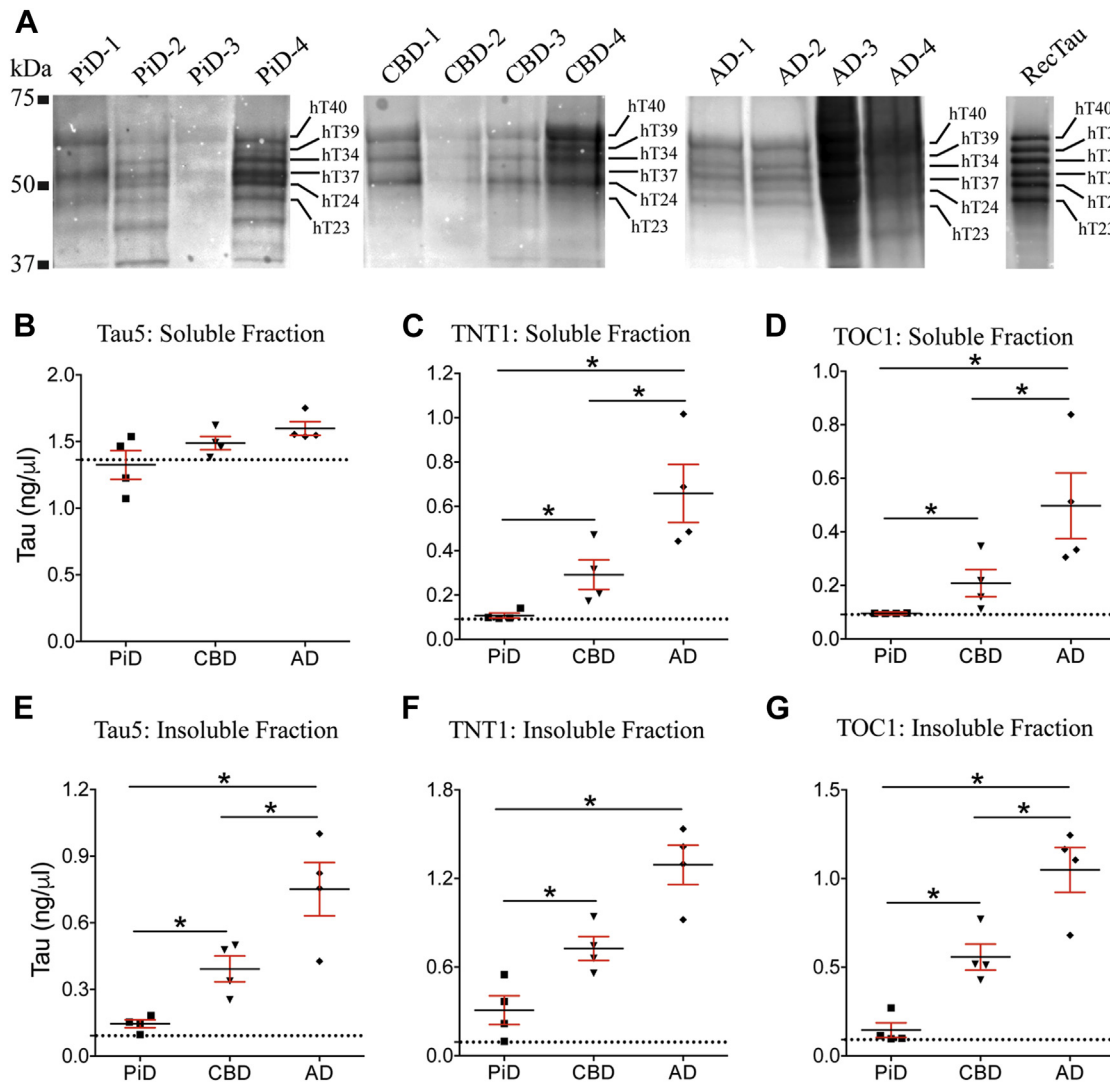 A
kDa PiD-1 PiD-2 PiD-3 PiD-4 CBD-1 CBD-2 CBD-3 CBD-4 AD-1 AD-2 AD-3 AD-4 RecTau
75
50
37
hT40
hT39
hT34
hT37
hT24
hT23
hT40
hT39
hT34
hT37
hT24
hT23
hT40
hT39
hT34
hT37
hT24
hT23
hT40
hT3
hT3
hT3
hT2
hT23
B
Tau5: Soluble Fraction
Tau (ng/µl)
2.0
1.5
1.0
0.5
0.0
PiD CBD AD
C
TNT1: Soluble Fraction
1.2
1.0
0.8
0.6
0.4
0.2
0.0
* * *
PiD CBD AD
D
TOC1: Soluble Fraction
1.0
0.8
0.6
0.4
0.2
0.0
* * *
PiD CBD AD
E
Tau5: Insoluble Fraction
Tau (ng/µl)
1.2
0.9
0.6
0.3
0.0
* * *
PiD CBD AD
F
TNT1: Insoluble Fraction
1.8
1.2
0.6
0.0
* *
PiD CBD AD
G
TOC1: Insoluble Fraction
1.5
1.0
0.5
0.0
* * *
PiD CBD AD